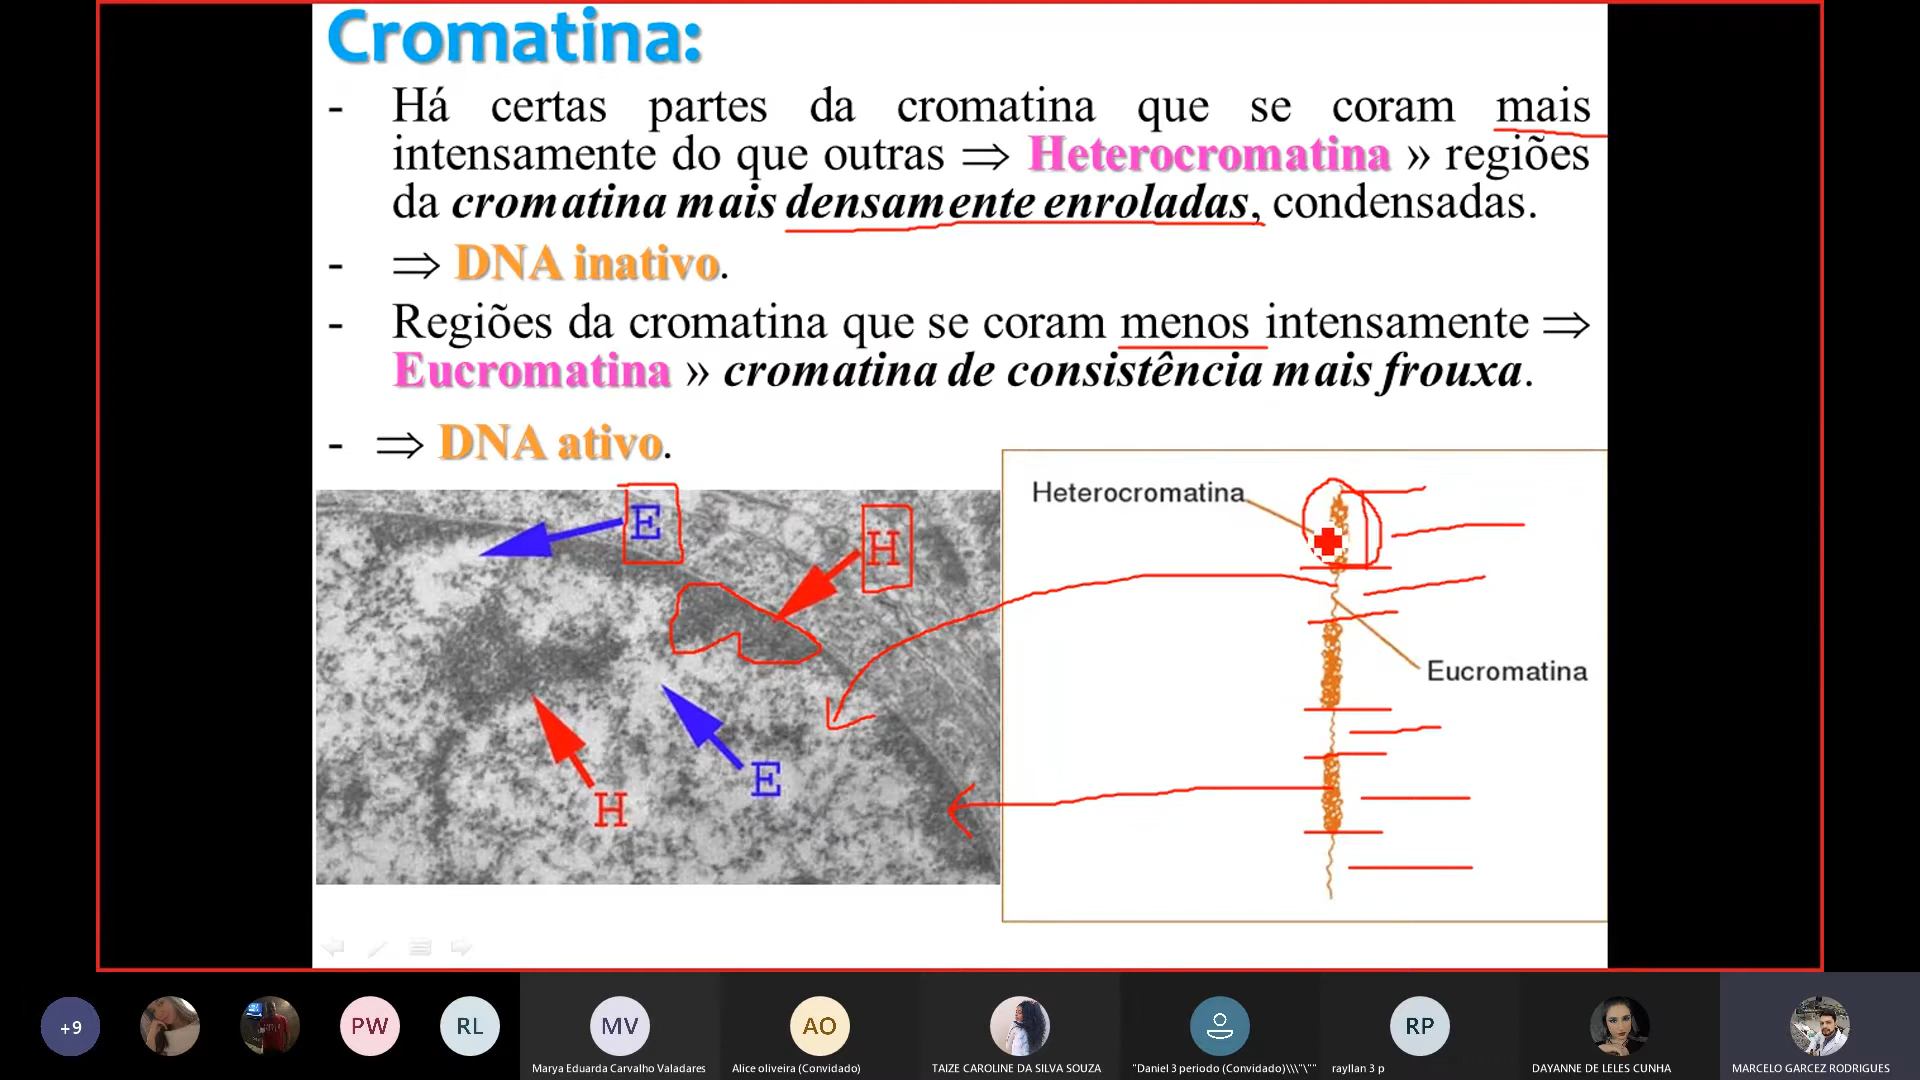 Cromatina:
- Há certas partes da cromatina que se coram mais
intensamente do que outras ⇒ Heterocromatina » regiões
da cromatina mais densamente enroladas, condensadas.
- ⇒ DNA inativo.
- Regiões da cromatina que se coram menos intensamente ⇒
Eucromatina » cromatina de consistência mais frouxa.
- ⇒ DNA ativo.
E
H
H
E
Heterocromatina
Eucromatina
+9
PW
RL
MV
AO
RP
Marya Eduarda Carvalho Valadares
Alice oliveira (Convidado)
TAIZE CAROLINE DA SILVA SOUZA
"Daniel 3 periodo (Convidado)\\\"\""
rayllan 3 p
DAYANNE DE LELES CUNHA
MARCELO GARCEZ RODRIGUES